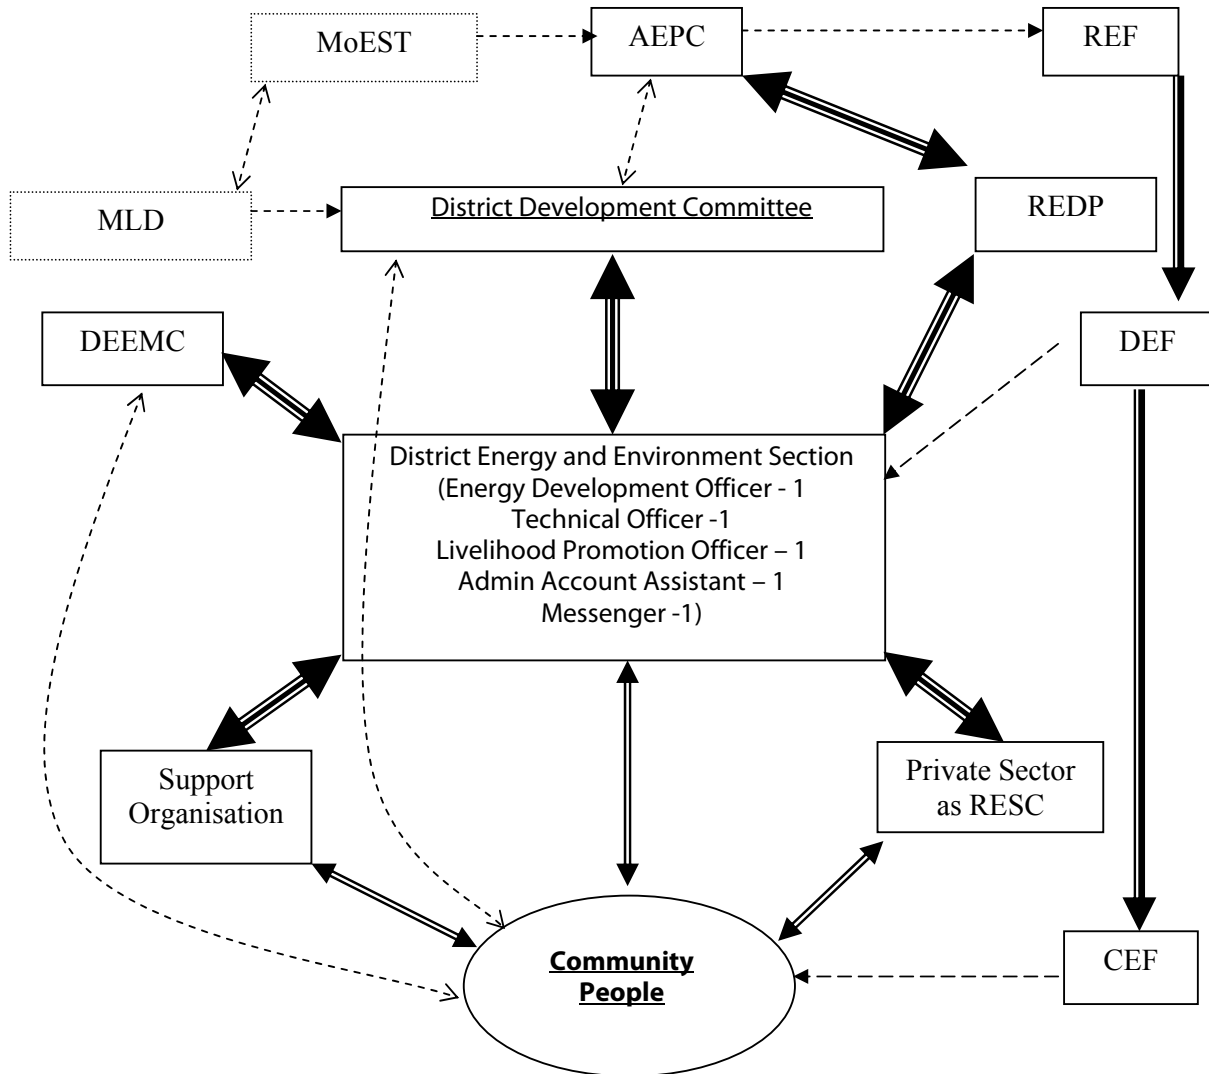 MoEST
AEPC
REF
MLD
District Development Committee
REDP
DEEMC
DEF
District Energy and Environment Section
(Energy Development Officer - 1
Technical Officer -1
Livelihood Promotion Officer – 1
Admin Account Assistant – 1
Messenger -1)
Support
Organisation
Private Sector
as RESC
Community
People
CEF